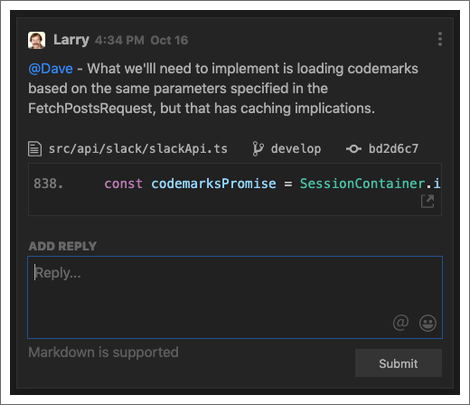 Larry 4:34 PM Oct 16
@Dave - What we'lll need to implement is loading codemarks
based on the same parameters specified in the
FetchPostsRequest, but that has caching implications.
src/api/slack/slackApi.ts develop bd2d6c7
838. const codemarksPromise = SessionContainer.i
ADD REPLY
Reply...
@
Markdown is supported
Submit